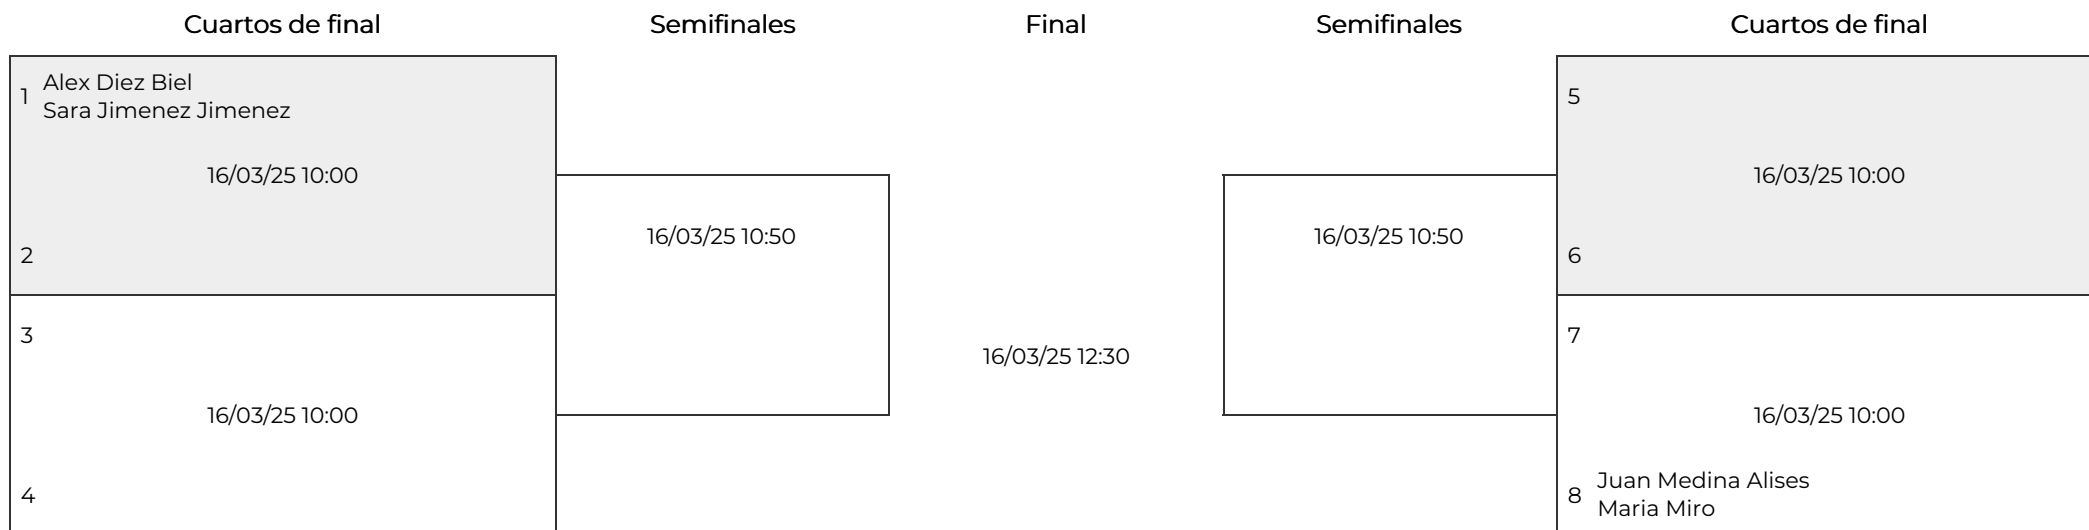 Cuartos de final
Semifinales
Final
Semifinales
Cuartos de final
1 Alex Diez Biel
Sara Jimenez Jimenez
16/03/25 10:00
2
3
16/03/25 10:00
4
16/03/25 10:50
16/03/25 12:30
16/03/25 10:50
5
16/03/25 10:00
6
7
16/03/25 10:00
8 Juan Medina Alises
Maria Miro